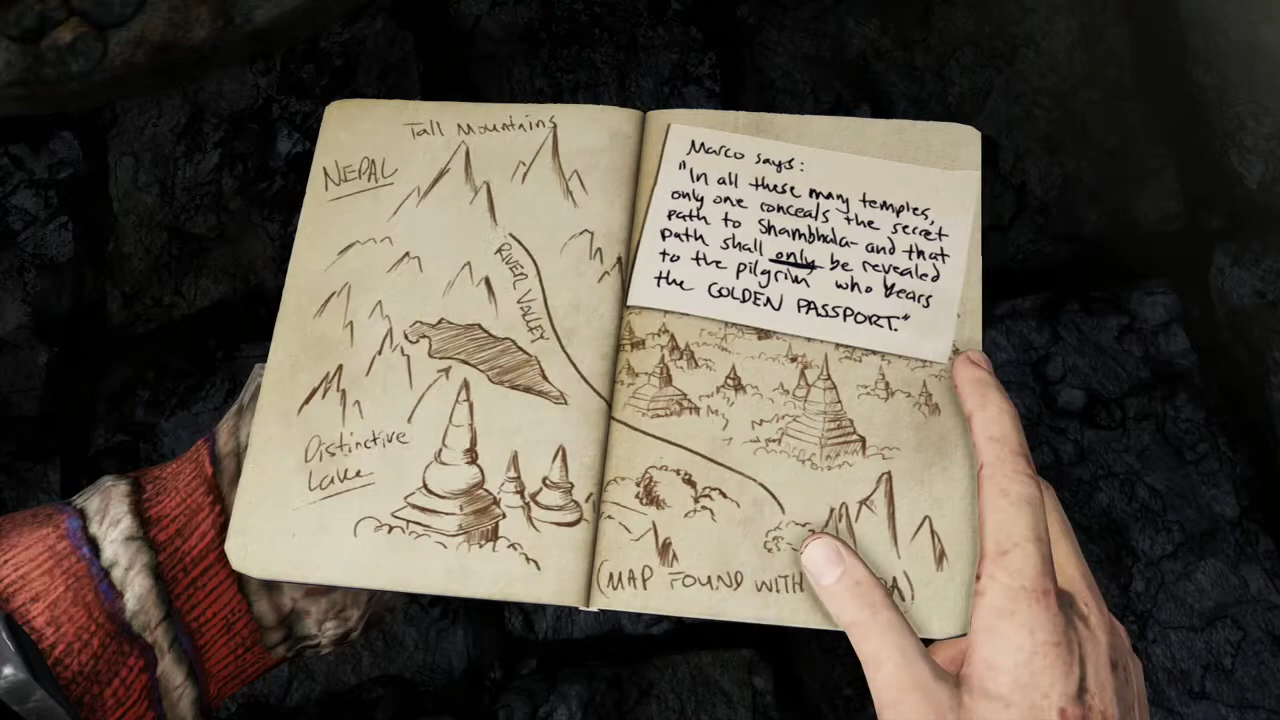 Tall Mountains
NEPAL
RIVER VALLEY
Distinctive
Lake
Marco says:
"In all these many temples,
only one conceals the secret
path to Shambhala- and that
path shall only be revealed
to the pilgrim who bears
the GOLDEN PASSPORT."
(MAP FOUND WITH